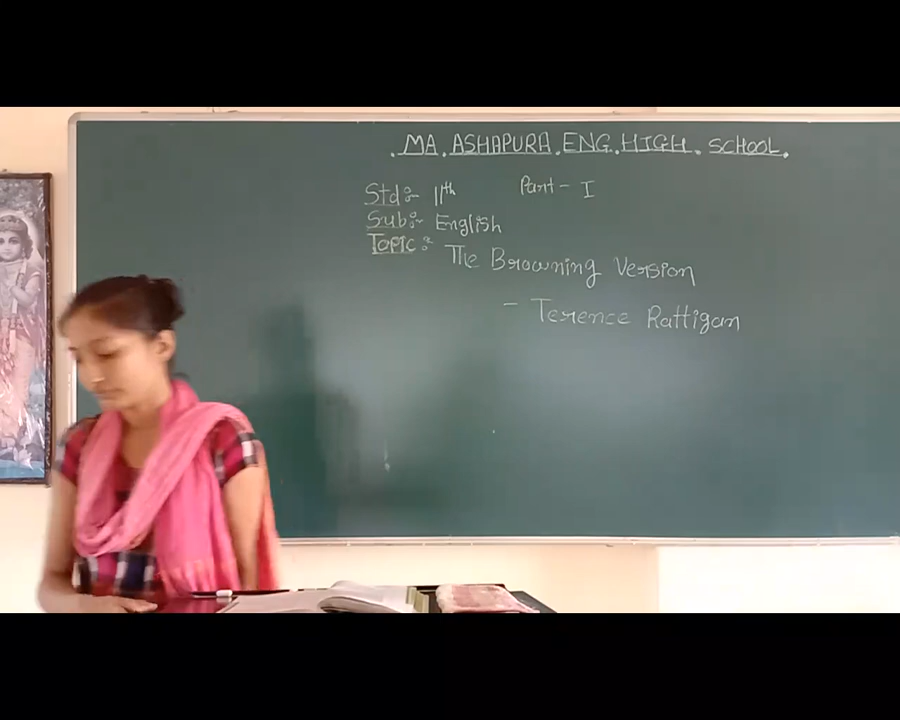 .MA. ASHAPURA. ENG. HIGH. SCHOOL.
Std:- 11th Part- I
Sub:- English
Topic:- The Browning Version
- Terence Rattigan